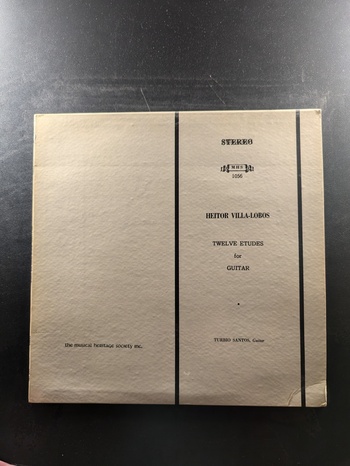 STEREO
MHS
1056
HEITOR VILLA-LOBOS
TWELVE ETUDES
for
GUITAR
TURIBIO SANTOS, Guitar
the musical heritage society inc.